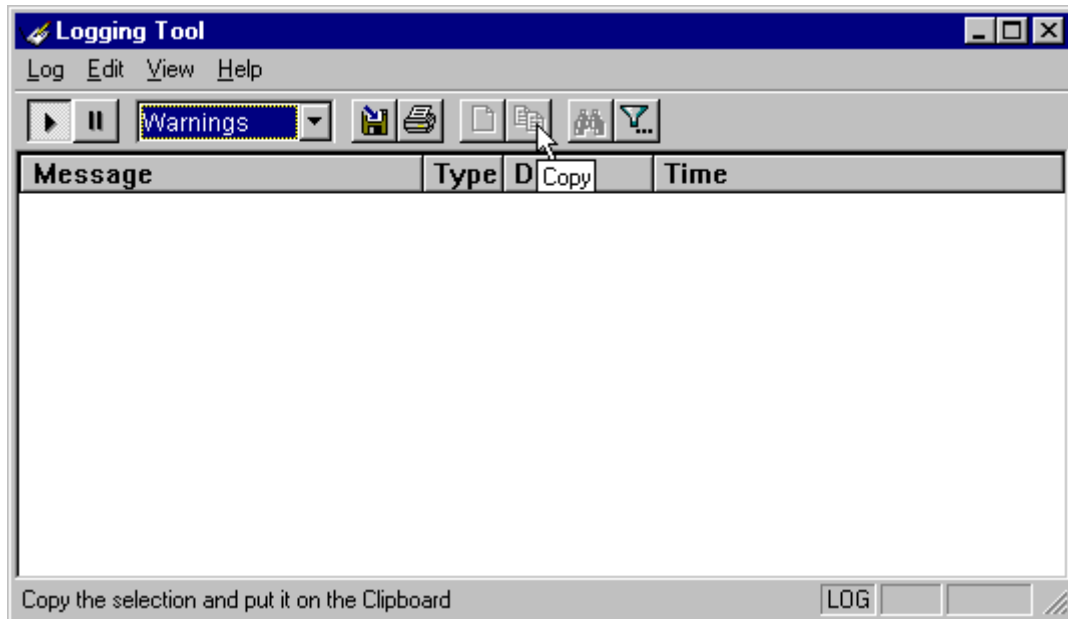 Logging Tool
Log Edit View Help
Warnings
Message Type D Time
Copy
Copy the selection and put it on the Clipboard LOG